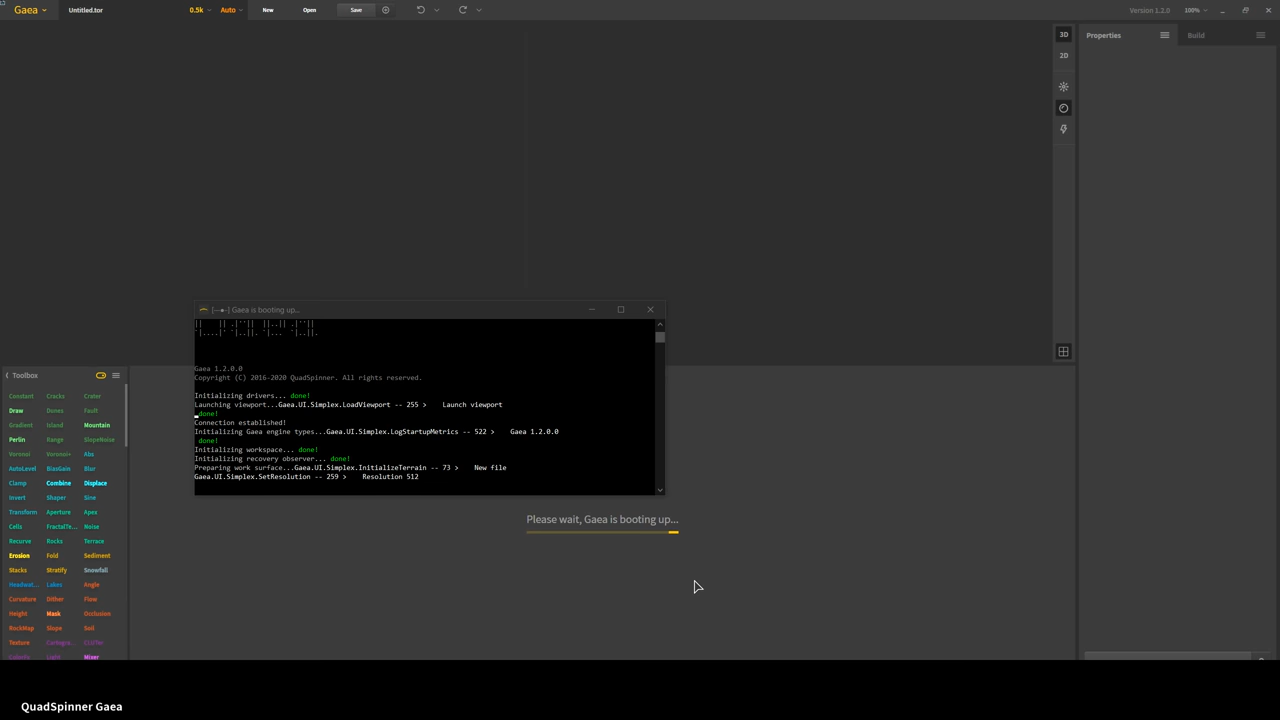 Gaea
Untitled.tor
0.5k
Auto
New
Open
Save
Version 1.2.0
100%
3D
2D
Properties
Build
[—●-] Gaea is booting up...
Gaea 1.2.0.0
Copyright (C) 2016-2020 QuadSpinner. All rights reserved.
Initializing drivers... done!
Launching viewport...Gaea.UI.Simplex.LoadViewport -- 255 > Launch viewport
done!
Connection established!
Initializing Gaea engine types...Gaea.UI.Simplex.LogStartupMetrics -- 522 > Gaea 1.2.0.0
done!
Initializing workspace... done!
Initializing recovery observer... done!
Preparing work surface...Gaea.UI.Simplex.InitializeTerrain -- 73 > New file
Gaea.UI.Simplex.SetResolution -- 259 > Resolution 512
Please wait, Gaea is booting up...
Toolbox
Constant Cracks Crater
Draw Dunes Fault
Gradient Island Mountain
Perlin Range SlopeNoise
Voronoi Voronoi+ Abs
AutoLevel BiasGain Blur
Clamp Combine Displace
Invert Shaper Sine
Transform Aperture Apex
Cells FractalTe... Noise
Recurve Rocks Terrace
Erosion Fold Sediment
Stacks Stratify Snowfall
Headwat... Lakes Angle
Curvature Dither Flow
Height Mask Occlusion
RockMap Slope Soil
Texture Cartogra... CLUTer
Light Mixer
QuadSpinner Gaea